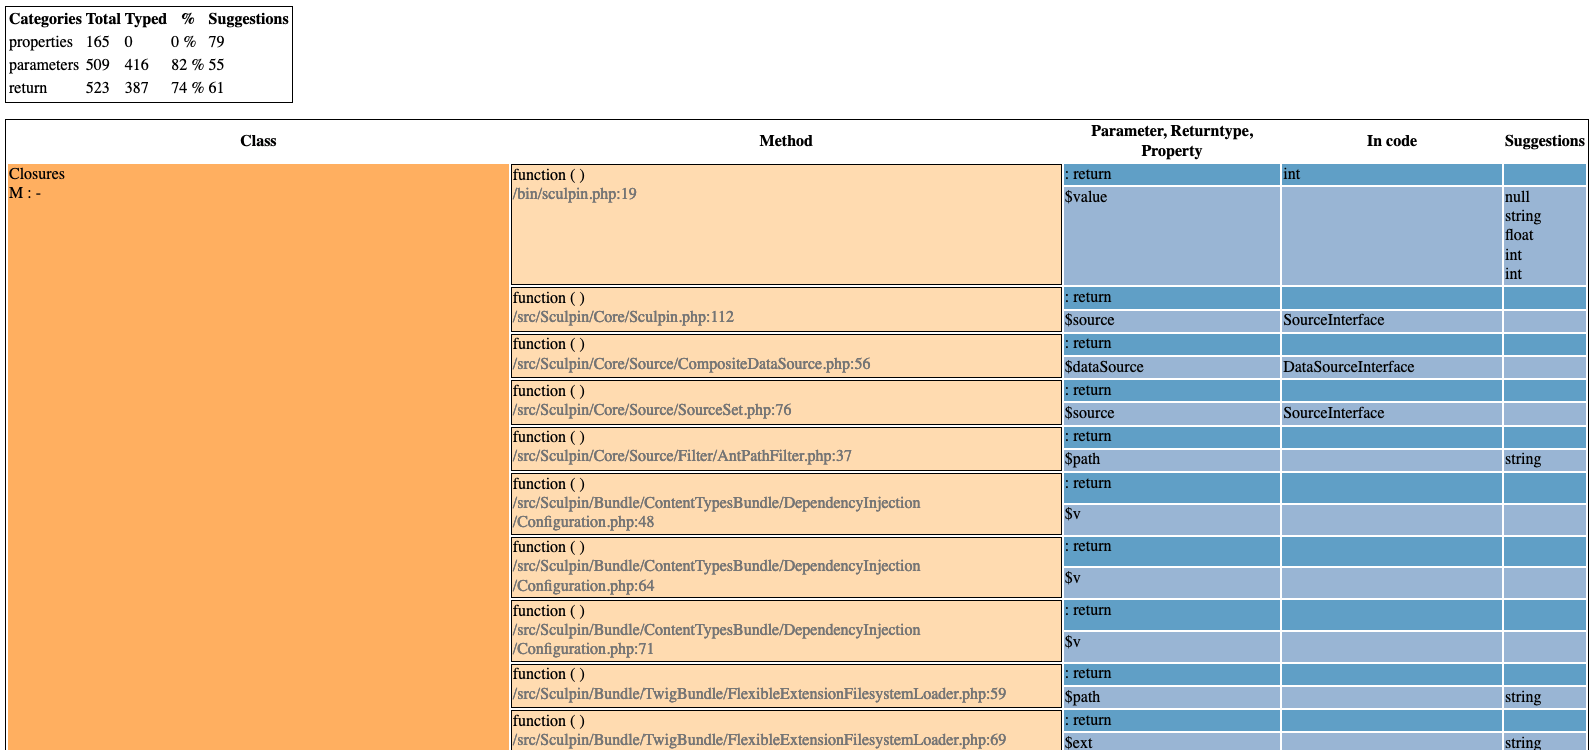 Categories Total Typed % Suggestions
properties 165 0 0 % 79
parameters 509 416 82 % 55
return 523 387 74 % 61
Class Method Parameter, Returntype, Property In code Suggestions
Closures
M : -
function ( )
/bin/sculpin.php:19
: return int
$value
null
string
float
int
int
function ( )
/src/Sculpin/Core/Sculpin.php:112
: return
$source SourceInterface
function ( )
/src/Sculpin/Core/Source/CompositeDataSource.php:56
: return
$dataSource DataSourceInterface
function ( )
/src/Sculpin/Core/Source/SourceSet.php:76
: return
$source SourceInterface
function ( )
/src/Sculpin/Core/Source/Filter/AntPathFilter.php:37
: return
$path string
function ( )
/src/Sculpin/Bundle/ContentTypesBundle/DependencyInjection
/Configuration.php:48
: return
$v
function ( )
/src/Sculpin/Bundle/ContentTypesBundle/DependencyInjection
/Configuration.php:64
: return
$v
function ( )
/src/Sculpin/Bundle/ContentTypesBundle/DependencyInjection
/Configuration.php:71
: return
$v
function ( )
/src/Sculpin/Bundle/TwigBundle/FlexibleExtensionFilesystemLoader.php:59
: return
$path string
function ( )
/src/Sculpin/Bundle/TwigBundle/FlexibleExtensionFilesystemLoader.php:69
: return
$ext string